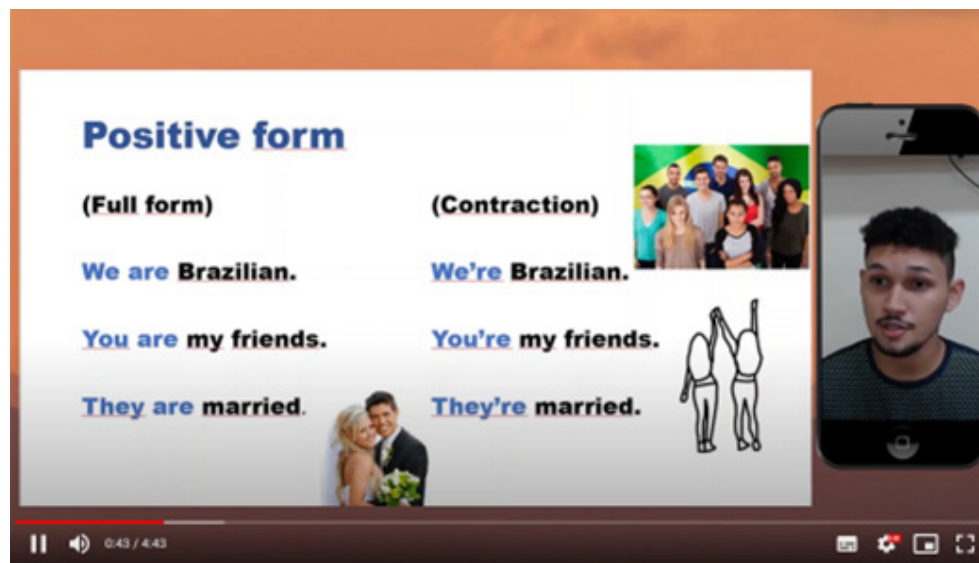 Positive form
(Full form) (Contraction)
We are Brazilian. We're Brazilian.
You are my friends. You're my friends.
They are married. They're married.
0:43 / 4:43